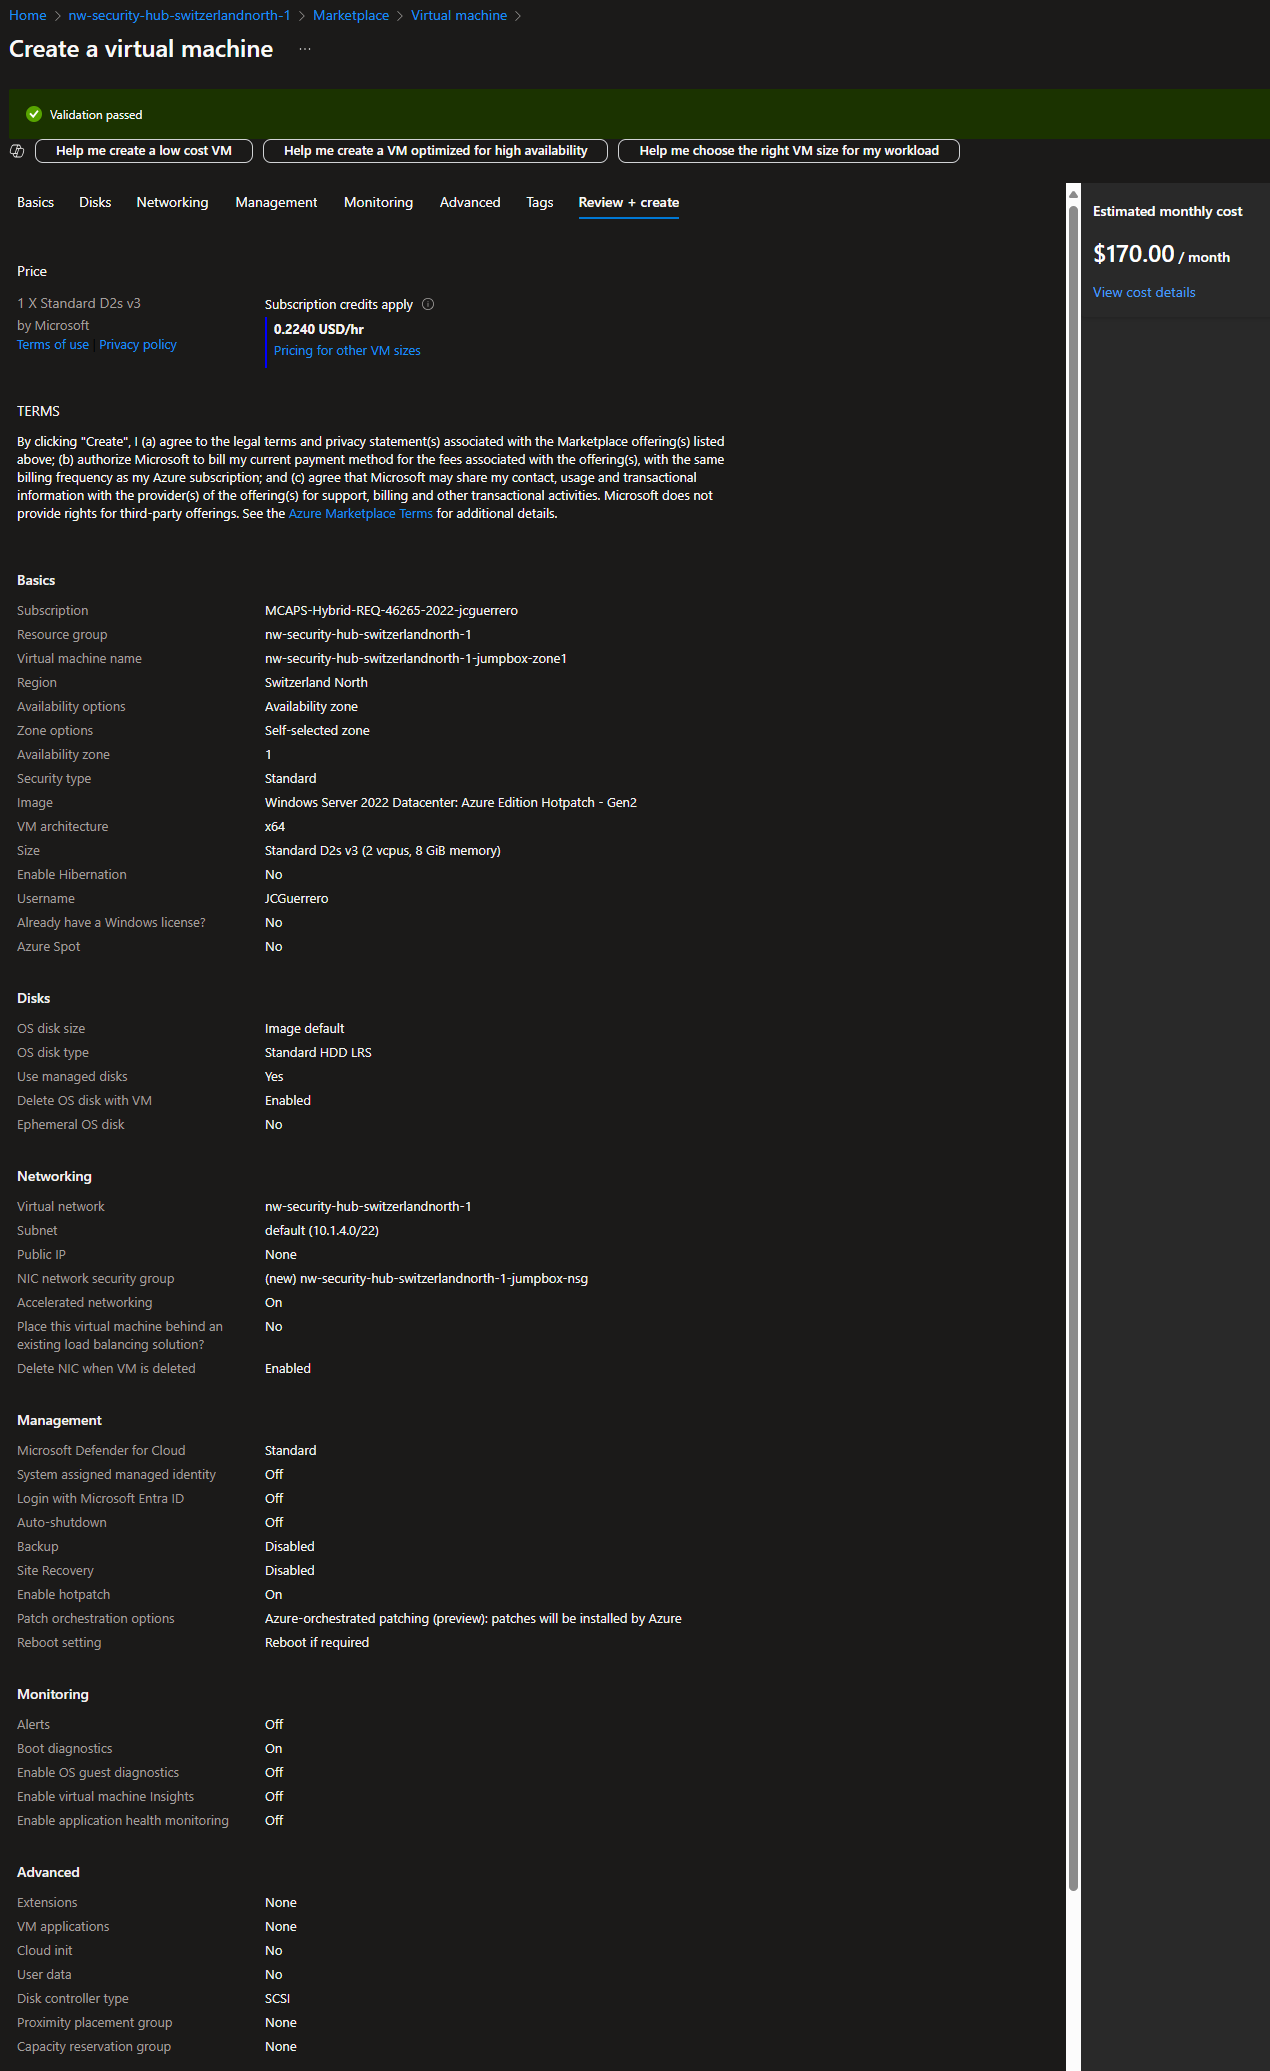 Home > nw-security-hub-switzerlandnorth-1 > Marketplace > Virtual machine >
Create a virtual machine ...
Validation passed
Help me create a low cost VM Help me create a VM optimized for high availability Help me choose the right VM size for my workload
Basics Disks Networking Management Monitoring Advanced Tags Review + create
Estimated monthly cost
$170.00 / month
View cost details
Price
1 X Standard D2s v3 Subscription credits apply
by Microsoft 0.2240 USD/hr
Terms of use | Privacy policy Pricing for other VM sizes
TERMS
By clicking "Create", I (a) agree to the legal terms and privacy statement(s) associated with the Marketplace offering(s) listed
above; (b) authorize Microsoft to bill my current payment method for the fees associated with the offering(s), with the same
billing frequency as my Azure subscription; and (c) agree that Microsoft may share my contact, usage and transactional
information with the provider(s) of the offering(s) for support, billing and other transactional activities. Microsoft does not
provide rights for third-party offerings. See the Azure Marketplace Terms for additional details.
Basics
Subscription MCAPS-Hybrid-REQ-46265-2022-jcguerrero
Resource group nw-security-hub-switzerlandnorth-1
Virtual machine name nw-security-hub-switzerlandnorth-1-jumpbox-zone1
Region Switzerland North
Availability options Availability zone
Zone options Self-selected zone
Availability zone 1
Security type Standard
Image Windows Server 2022 Datacenter: Azure Edition Hotpatch - Gen2
VM architecture x64
Size Standard D2s v3 (2 vcpus, 8 GiB memory)
Enable Hibernation No
Username JCGuerrero
Already have a Windows license? No
Azure Spot No
Disks
OS disk size Image default
OS disk type Standard HDD LRS
Use managed disks Yes
Delete OS disk with VM Enabled
Ephemeral OS disk No
Networking
Virtual network nw-security-hub-switzerlandnorth-1
Subnet default (10.1.4.0/22)
Public IP None
NIC network security group (new) nw-security-hub-switzerlandnorth-1-jumpbox-nsg
Accelerated networking On
Place this virtual machine behind an No
existing load balancing solution?
Delete NIC when VM is deleted Enabled
Management
Microsoft Defender for Cloud Standard
System assigned managed identity Off
Login with Microsoft Entra ID Off
Auto-shutdown Off
Backup Disabled
Site Recovery Disabled
Enable hotpatch On
Patch orchestration options Azure-orchestrated patching (preview): patches will be installed by Azure
Reboot setting Reboot if required
Monitoring
Alerts Off
Boot diagnostics On
Enable OS guest diagnostics Off
Enable virtual machine Insights Off
Enable application health monitoring Off
Advanced
Extensions None
VM applications None
Cloud init No
User data No
Disk controller type SCSI
Proximity placement group None
Capacity reservation group None